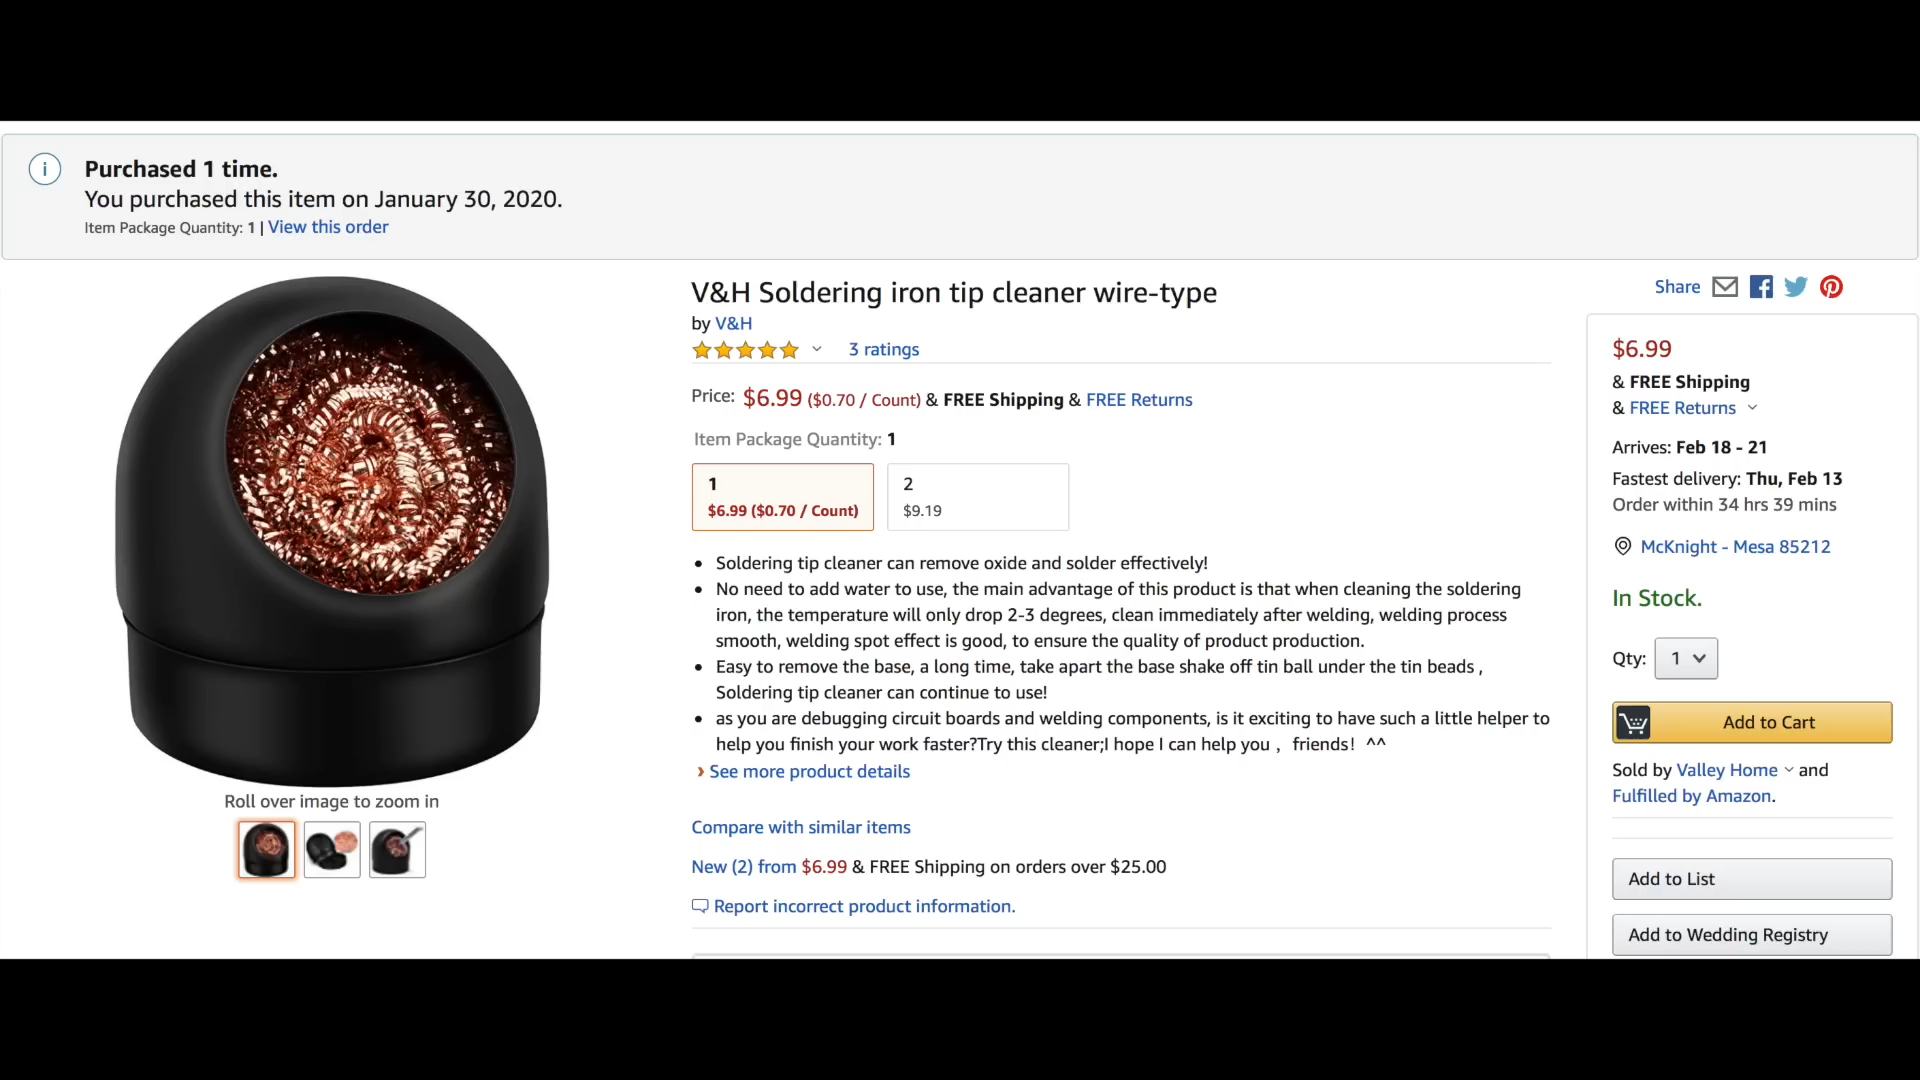 Purchased 1 time.
You purchased this item on January 30, 2020.
Item Package Quantity: 1 | View this order
Roll over image to zoom in
V&H Soldering iron tip cleaner wire-type
by V&H
3 ratings
Price: $6.99 ($0.70 / Count) & FREE Shipping & FREE Returns
Item Package Quantity: 1
1
$6.99 ($0.70 / Count)
2
$9.19
Soldering tip cleaner can remove oxide and solder effectively!
No need to add water to use, the main advantage of this product is that when cleaning the soldering
iron, the temperature will only drop 2-3 degrees, clean immediately after welding, welding process
smooth, welding spot effect is good, to ensure the quality of product production.
Easy to remove the base, a long time, take apart the base shake off tin ball under the tin beads ,
Soldering tip cleaner can continue to use!
as you are debugging circuit boards and welding components, is it exciting to have such a little helper to
help you finish your work faster?Try this cleaner;I hope I can help you， friends！ ^^
› See more product details
Compare with similar items
New (2) from $6.99 & FREE Shipping on orders over $25.00
Report incorrect product information.
Share
$6.99
& FREE Shipping
& FREE Returns
Arrives: Feb 18 - 21
Fastest delivery: Thu, Feb 13
Order within 34 hrs 39 mins
McKnight - Mesa 85212
In Stock.
Qty: 1
Add to Cart
Sold by Valley Home and
Fulfilled by Amazon.
Add to List
Add to Wedding Registry